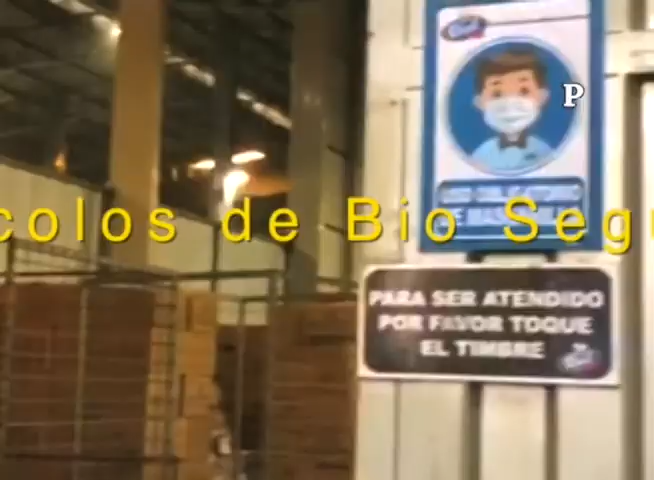 P
colos de Bio Segu
PARA SER ATENDIDO
POR FAVOR TOQUE
EL TIMBRE